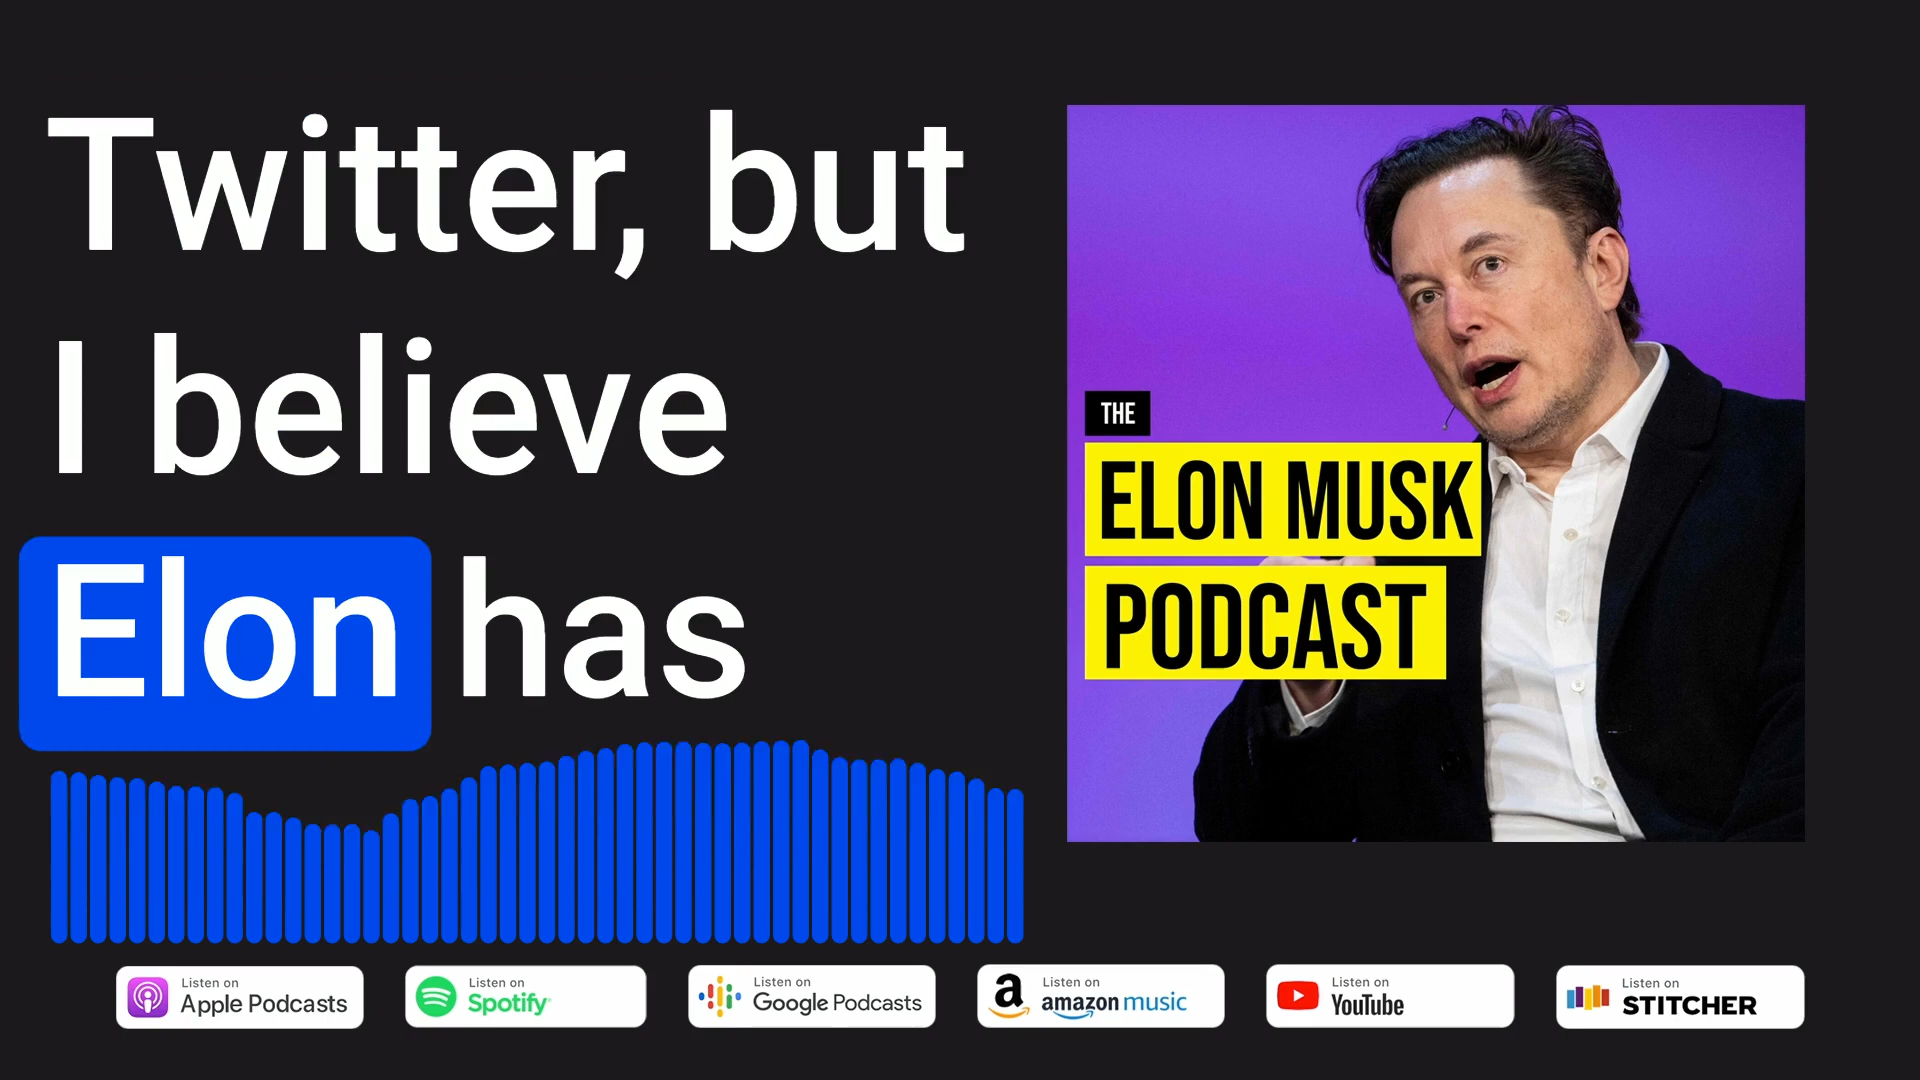 Twitter, but
I believe
Elon has
THE
ELON MUSK
PODCAST
Listen on
Apple Podcasts
Listen on
Spotify
Listen on
Google Podcasts
a
Listen on
amazon music
Listen on
YouTube
Listen on
STITCHER